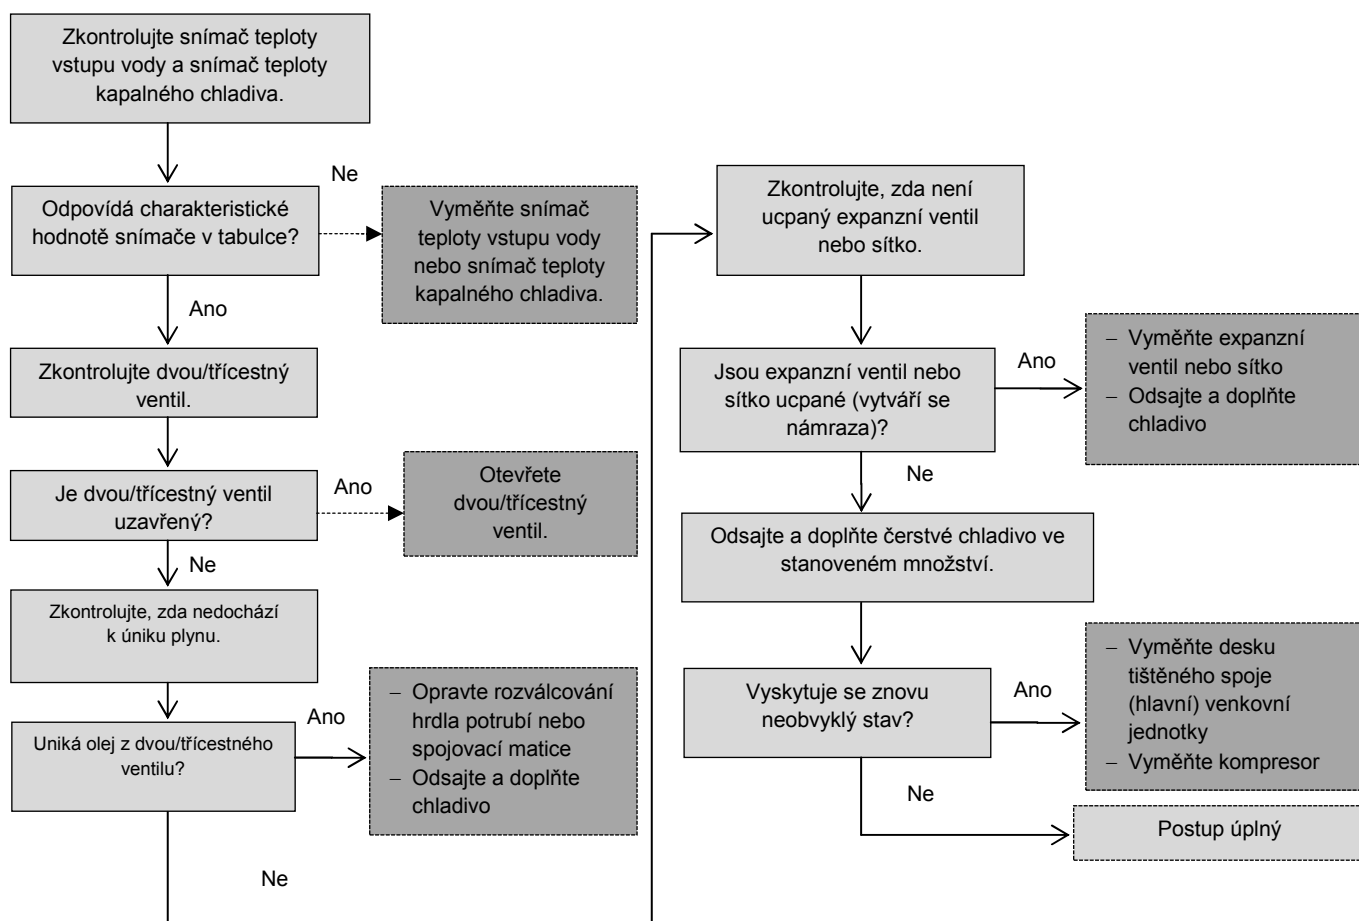 Zkontrolujte snímač teploty
vstupu vody a snímač teploty
kapalného chladiva.
Ne
Odpovídá charakteristické
hodnotě snímače v tabulce?
Vyměňte snímač
teploty vstupu vody
nebo snímač teploty
kapalného chladiva.
Ano
Zkontrolujte dvou/třícestný
ventil.
Je dvou/třícestný ventil
uzavřený?
Ano
Otevřete
dvou/třícestný
ventil.
Ne
Zkontrolujte, zda nedochází
k úniku plynu.
Uniká olej z dvou/třícestného
ventilu?
Ano
– Opravte rozválcování
hrdla potrubí nebo
spojovací matice
– Odsajte a doplňte
chladivo
Ne
Zkontrolujte, zda není
ucpaný expanzní ventil
nebo sítko.
Jsou expanzní ventil nebo
sítko ucpané (vytváří se
námraza)?
Ano
– Vyměňte expanzní
ventil nebo sítko
– Odsajte a doplňte
chladivo
Ne
Odsajte a doplňte čerstvé chladivo ve
stanoveném množství.
Vyskytuje se znovu
neobvyklý stav?
Ano
– Vyměňte desku
tištěného spoje
(hlavní) venkovní
jednotky
– Vyměňte kompresor
Ne
Postup úplný